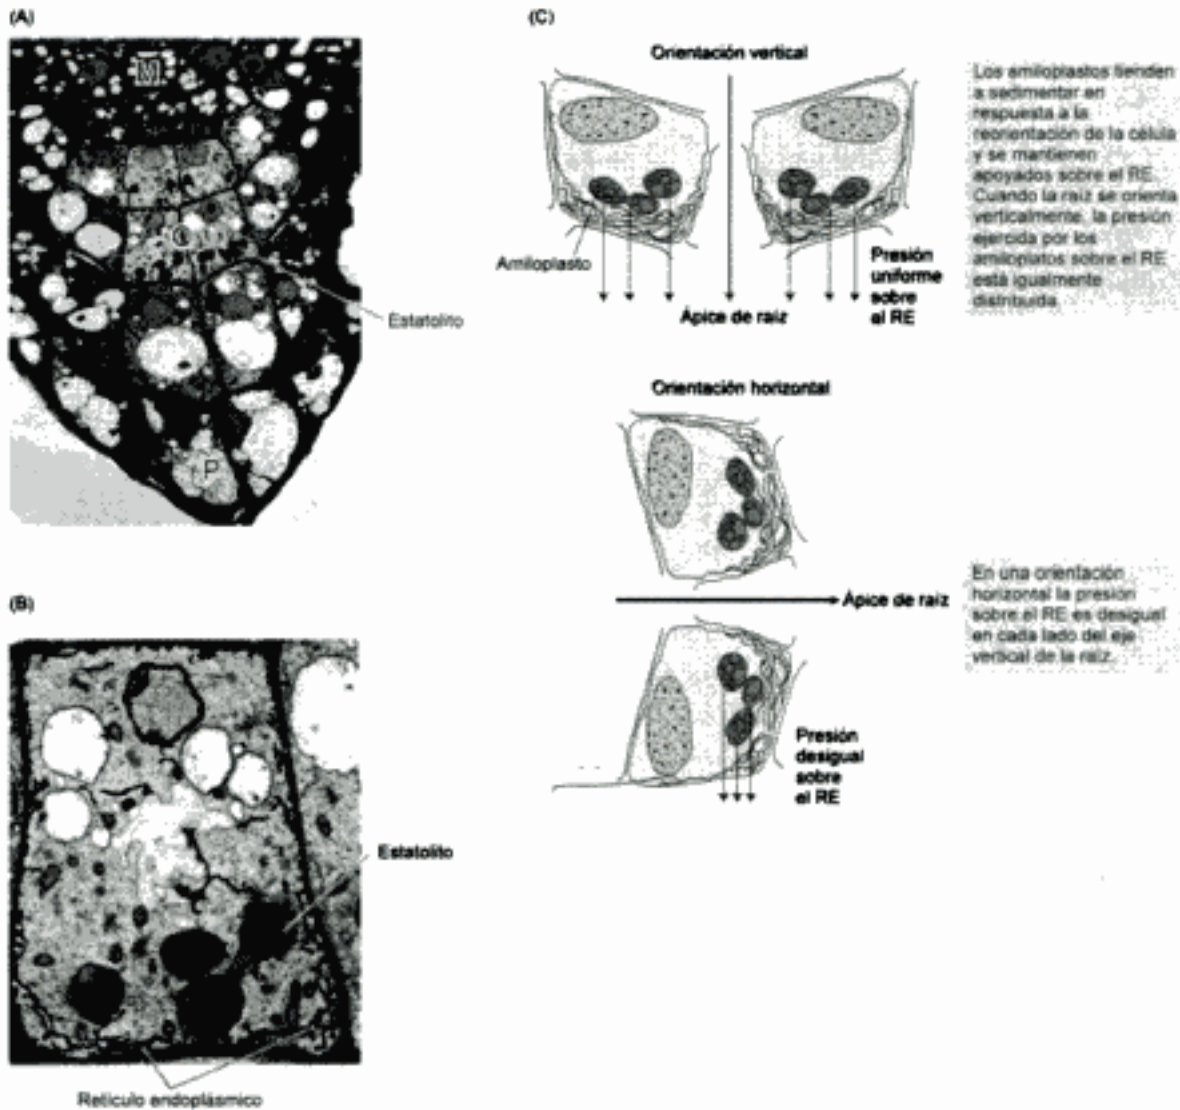 (A)
M
C
P
Estatolito
(B)
Estatolito
Retículo endoplásmico
(C)
Orientación vertical
Amiloplasto
Presión
uniforme
sobre
el RE
Ápice de raíz
Los amiloplastos tienden
a sedimentar en
respuesta a la
reorientación de la célula
y se mantienen
apoyados sobre el RE.
Cuando la raíz se orienta
verticalmente, la presión
ejercida por los
amiloplatos sobre el RE
está igualmente
distribuida
Orientación horizontal
Ápice de raíz
Presión
desigual
sobre
el RE
En una orientación
horizontal la presión
sobre el RE es desigual
en cada lado del eje
vertical de la raíz.